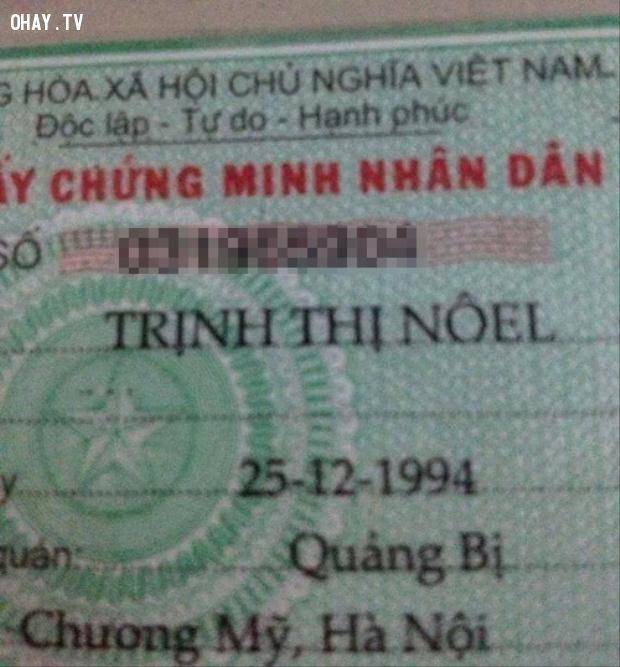 OHAY.TV
G HÒA XÃ HỘI CHỦ NGHĨA VIỆT NAM
Độc lập - Tự do - Hạnh phúc
ẤY CHỨNG MINH NHÂN DÂN
SỐ
TRỊNH THỊ NÔEL
y 25-12-1994
quán: Quảng Bị
Chương Mỹ, Hà Nội